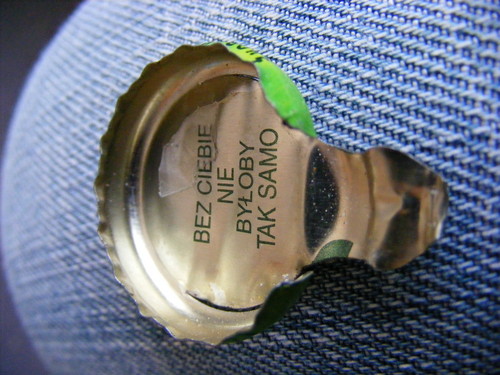 BEZ CIEBIE
NIE
BYŁOBY
TAK SAMO